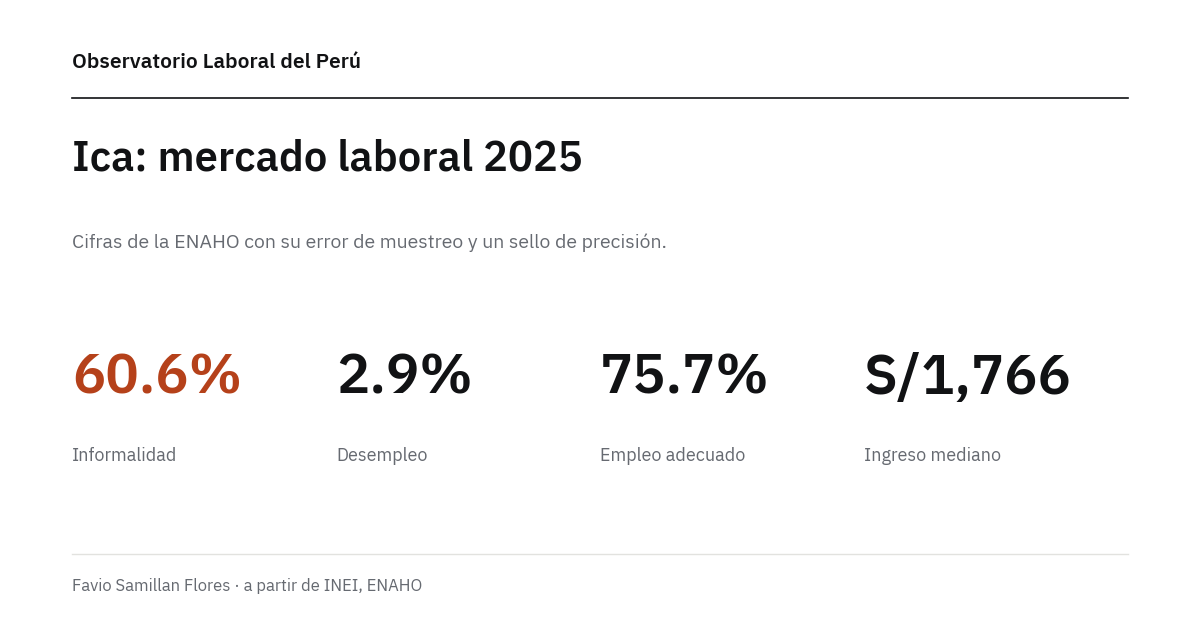 Observatorio Laboral del Perú
Ica: mercado laboral 2025
Cifras de la ENAHO con su error de muestreo y un sello de precisión.
60.6% 2.9% 75.7% S/1,766
Informalidad Desempleo Empleo adecuado Ingreso mediano
Favio Samillan Flores · a partir de INEI, ENAHO